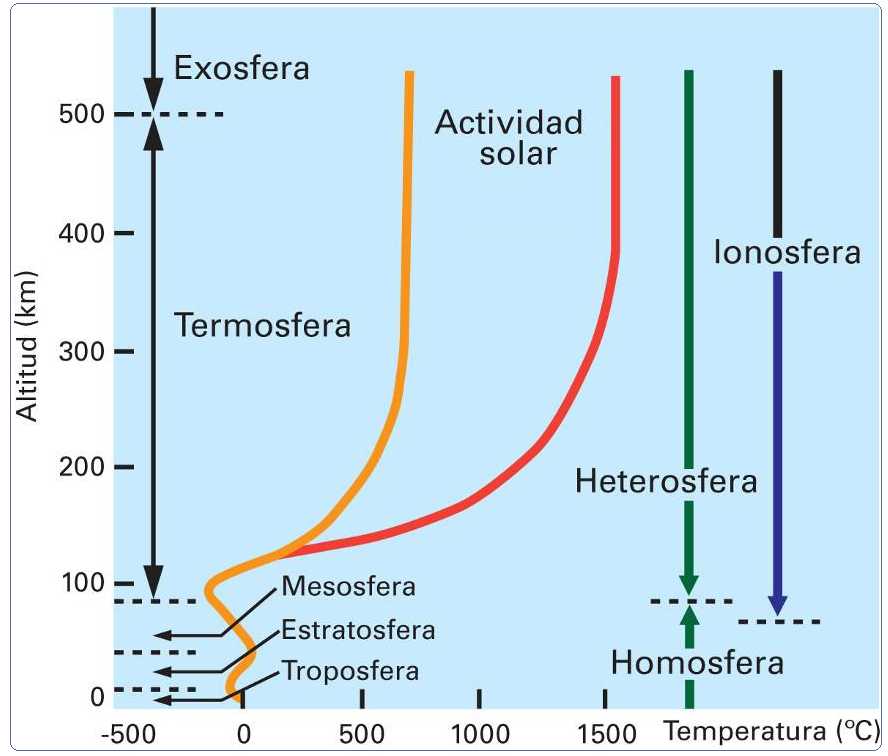 Exosfera
500
Actividad
solar
400
Ionosfera
Altitud (km)
Termosfera
300
200
Heterosfera
100
Mesosfera
Estratosfera
Homosfera
Troposfera
0
-500 0 500 1000 1500 Temperatura (ºC)